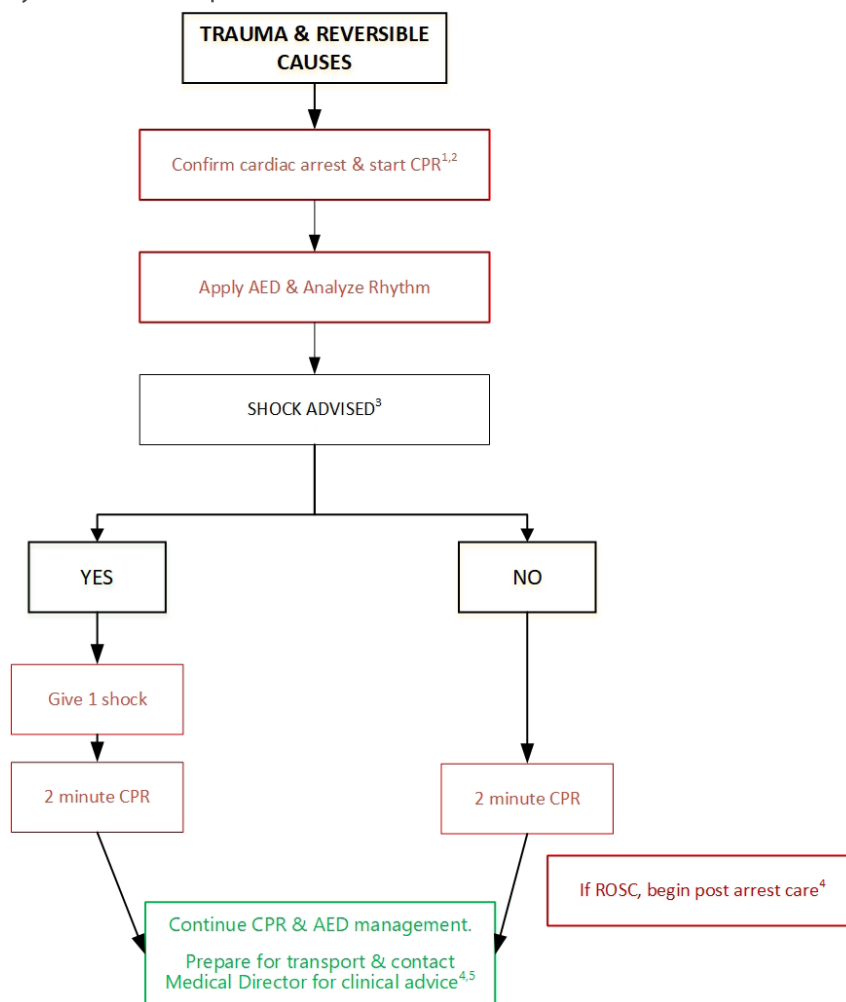 TRAUMA & REVERSIBLE
CAUSES
Confirm cardiac arrest & start CPR1,2
Apply AED & Analyze Rhythm
SHOCK ADVISED3
YES
NO
Give 1 shock
2 minute CPR
2 minute CPR
If ROSC, begin post arrest care4
Continue CPR & AED management.
Prepare for transport & contact
Medical Director for clinical advice4,5